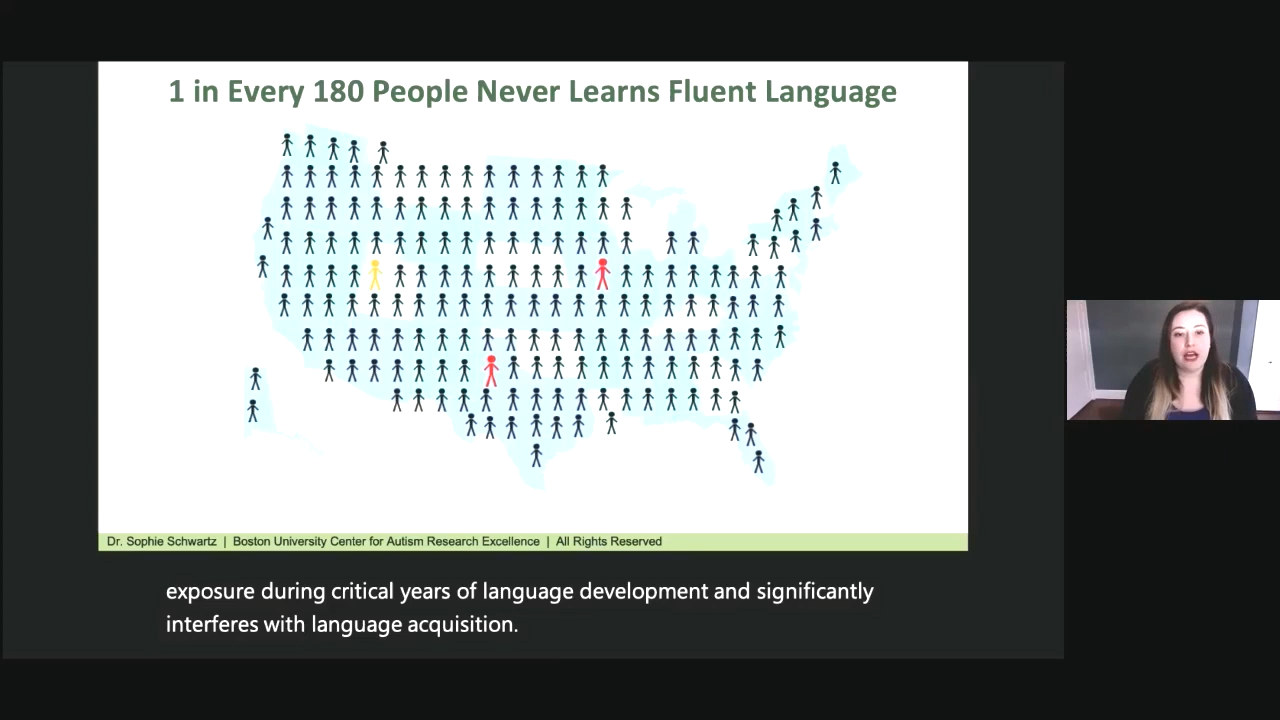 1 in Every 180 People Never Learns Fluent Language
Dr. Sophie Schwartz | Boston University Center for Autism Research Excellence | All Rights Reserved
exposure during critical years of language development and significantly
interferes with language acquisition.